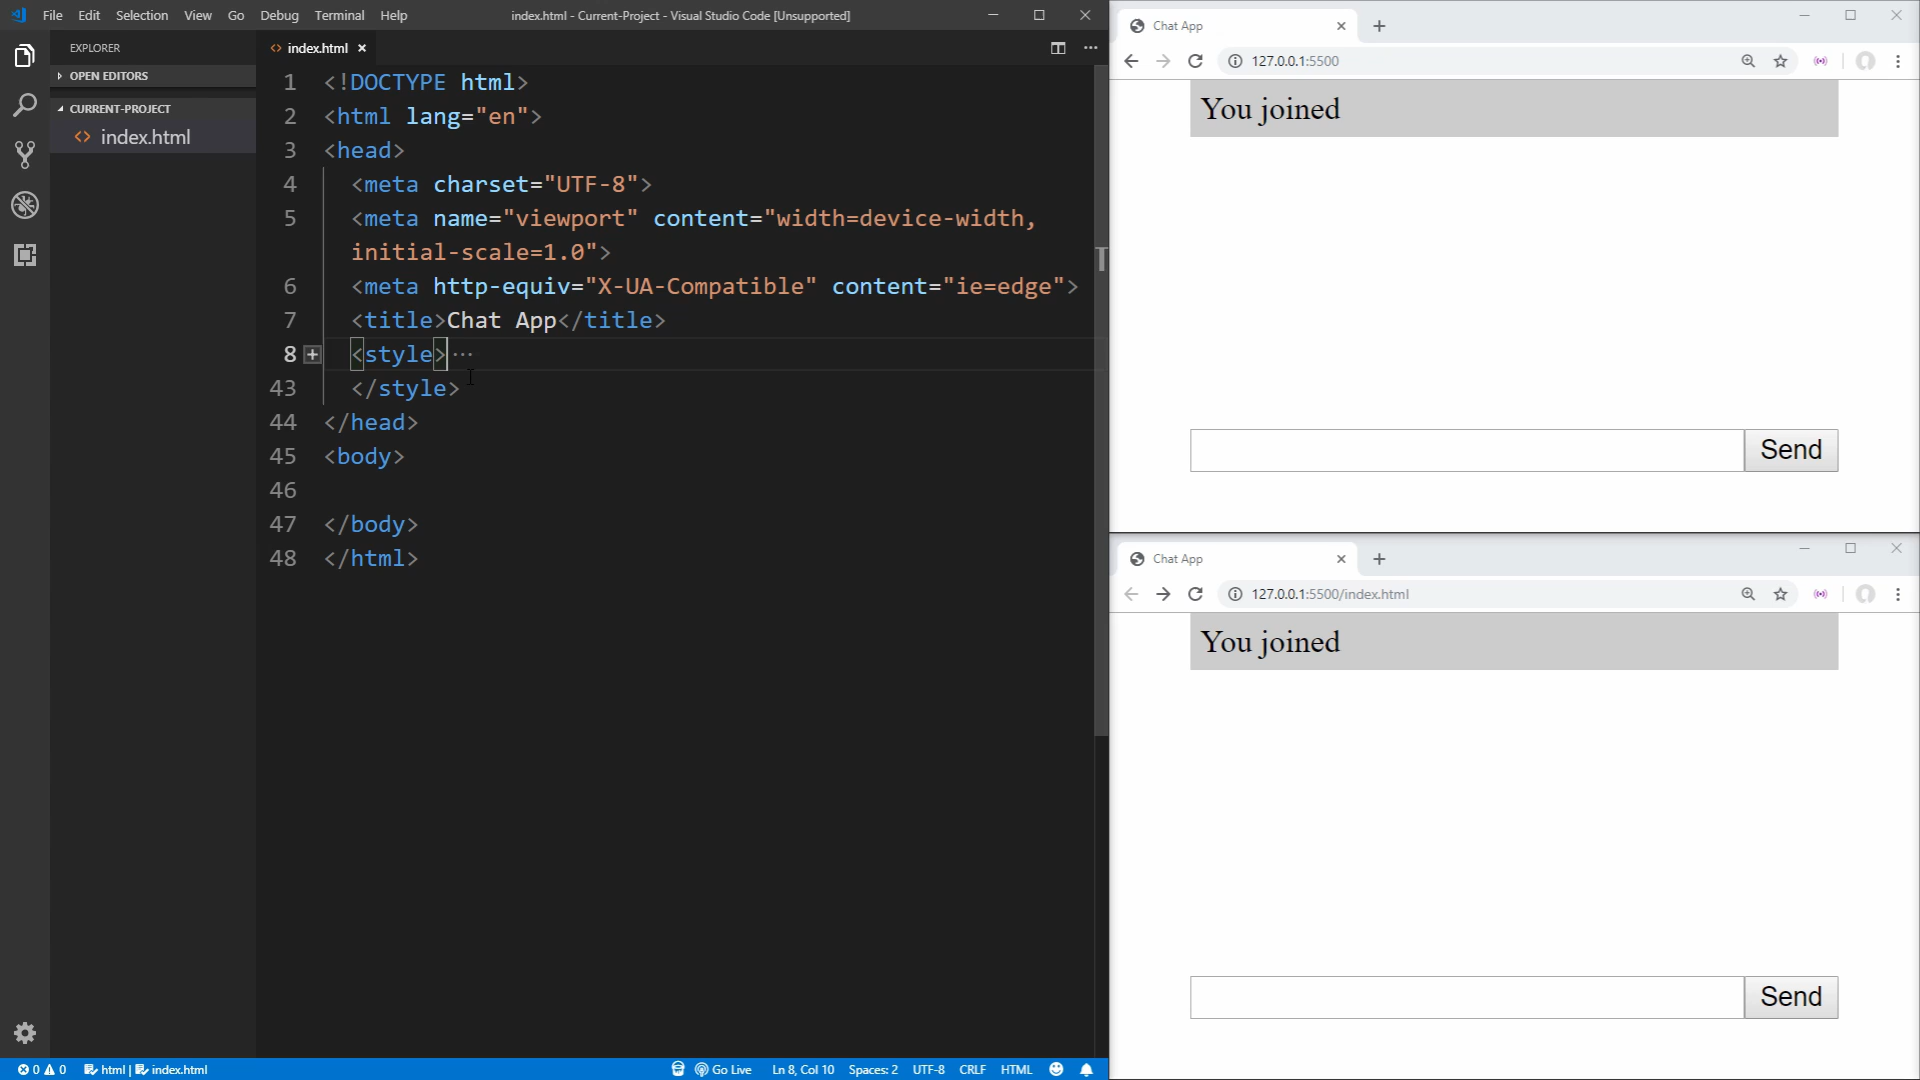 File Edit Selection View Go Debug Terminal Help
index.html - Current-Project - Visual Studio Code [Unsupported]
EXPLORER
OPEN EDITORS
CURRENT-PROJECT
<> index.html
<> index.html ×
1 <!DOCTYPE html>
2 <html lang="en">
3 <head>
4 <meta charset="UTF-8">
5 <meta name="viewport" content="width=device-width,
initial-scale=1.0">
6 <meta http-equiv="X-UA-Compatible" content="ie=edge">
7 <title>Chat App</title>
8 <style>···
43 </style>
44 </head>
45 <body>
46
47 </body>
48 </html>
0 0 html | index.html
Go Live Ln 8, Col 10 Spaces: 2 UTF-8 CRLF HTML
Chat App
127.0.0.1:5500
You joined
Send
Chat App
127.0.0.1:5500/index.html
You joined
Send